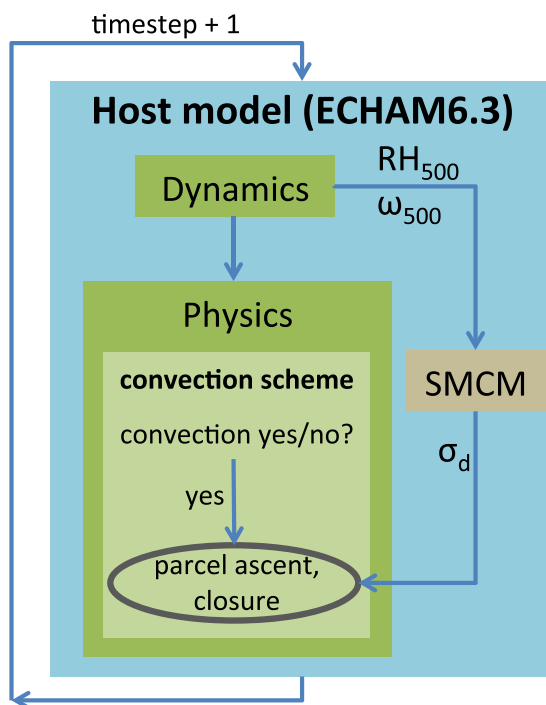 timestep + 1
Host model (ECHAM6.3)
Dynamics
RH500
ω500
Physics
convection scheme
convection yes/no?
yes
parcel ascent,
closure
SMCM
σd